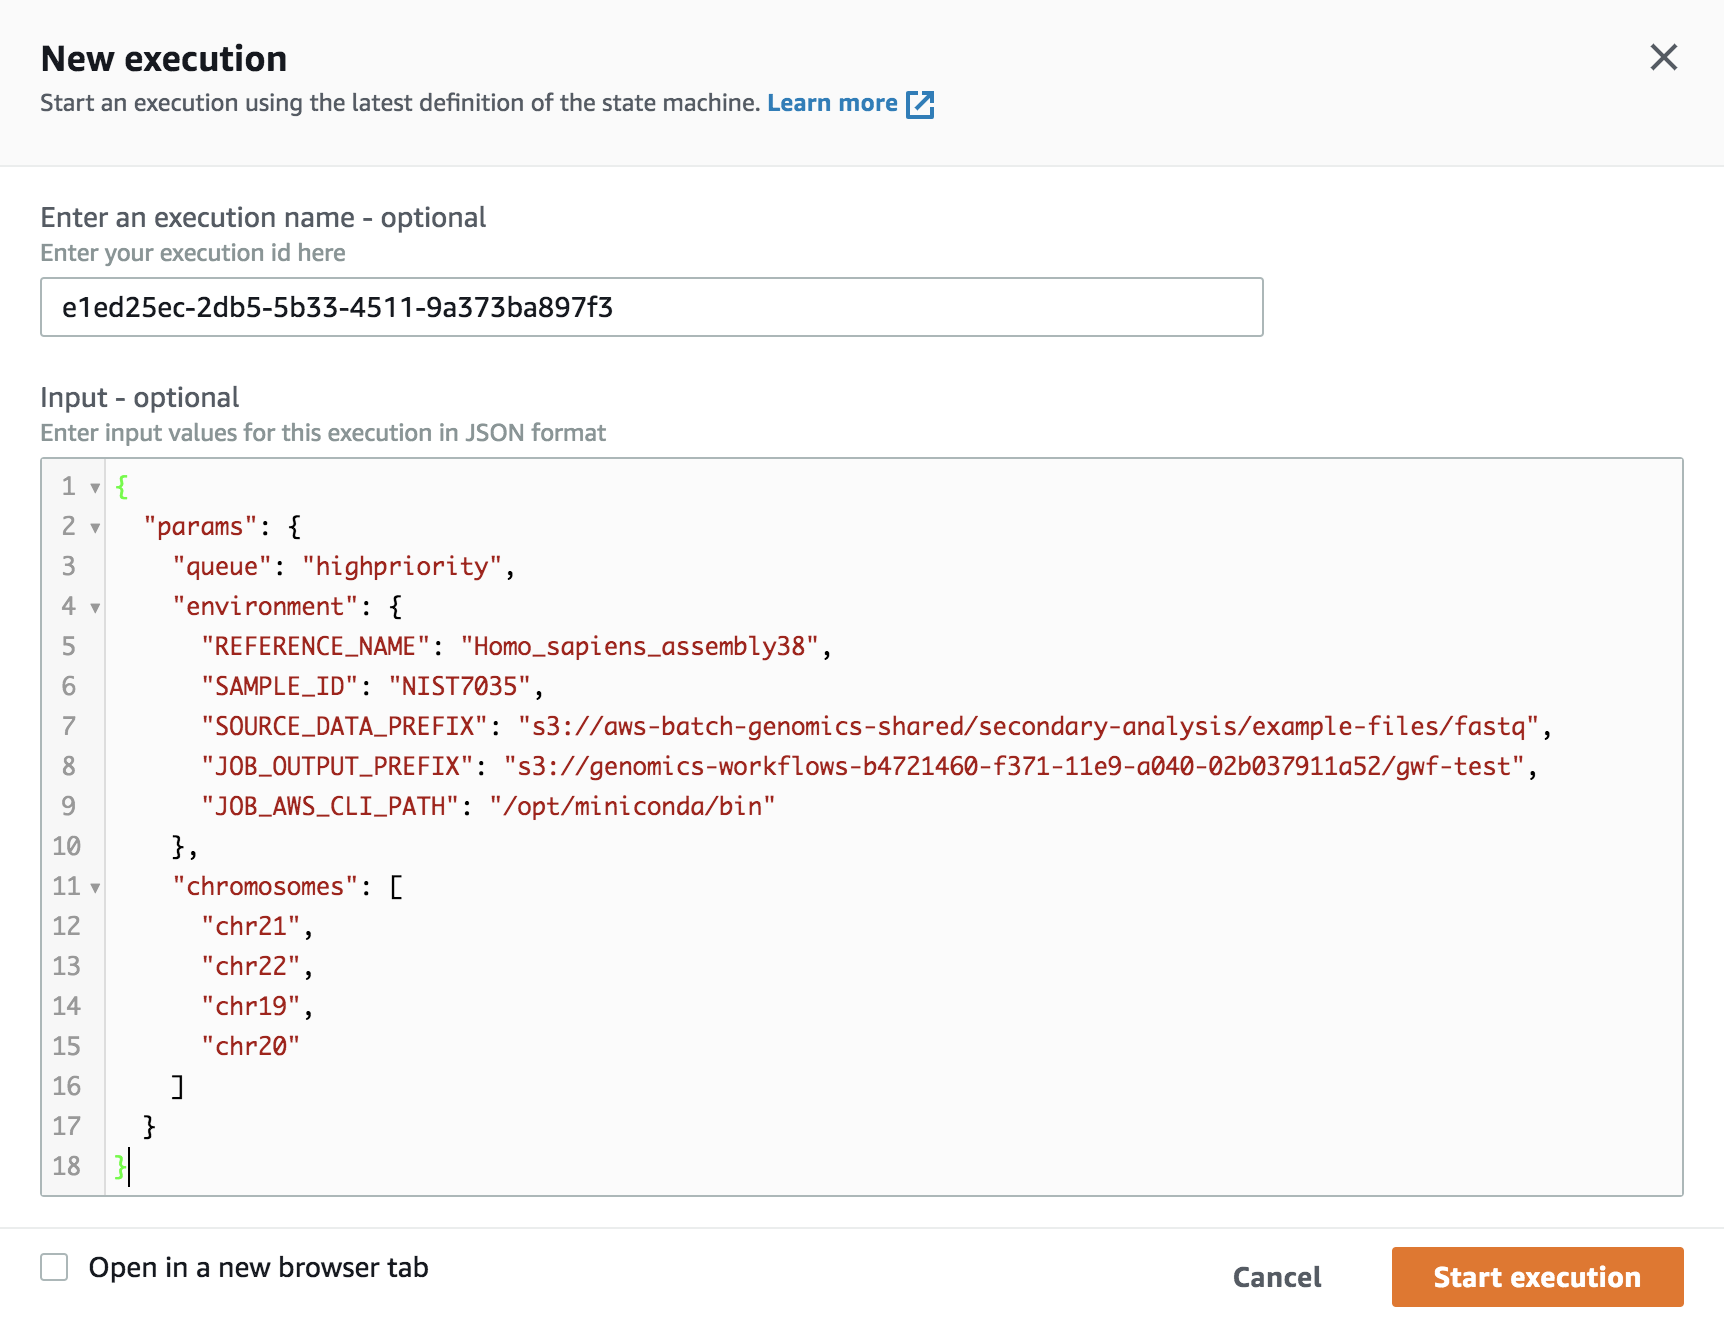 New execution
Start an execution using the latest definition of the state machine. Learn more
Enter an execution name - optional
Enter your execution id here
e1ed25ec-2db5-5b33-4511-9a373ba897f3
Input - optional
Enter input values for this execution in JSON format
1 {
2 "params": {
3 "queue": "highpriority",
4 "environment": {
5 "REFERENCE_NAME": "Homo_sapiens_assembly38",
6 "SAMPLE_ID": "NIST7035",
7 "SOURCE_DATA_PREFIX": "s3://aws-batch-genomics-shared/secondary-analysis/example-files/fastq",
8 "JOB_OUTPUT_PREFIX": "s3://genomics-workflows-b4721460-f371-11e9-a040-02b037911a52/gwf-test",
9 "JOB_AWS_CLI_PATH": "/opt/miniconda/bin"
10 },
11 "chromosomes": [
12 "chr21",
13 "chr22",
14 "chr19",
15 "chr20"
16 ]
17 }
18 }
Open in a new browser tab
Cancel
Start execution